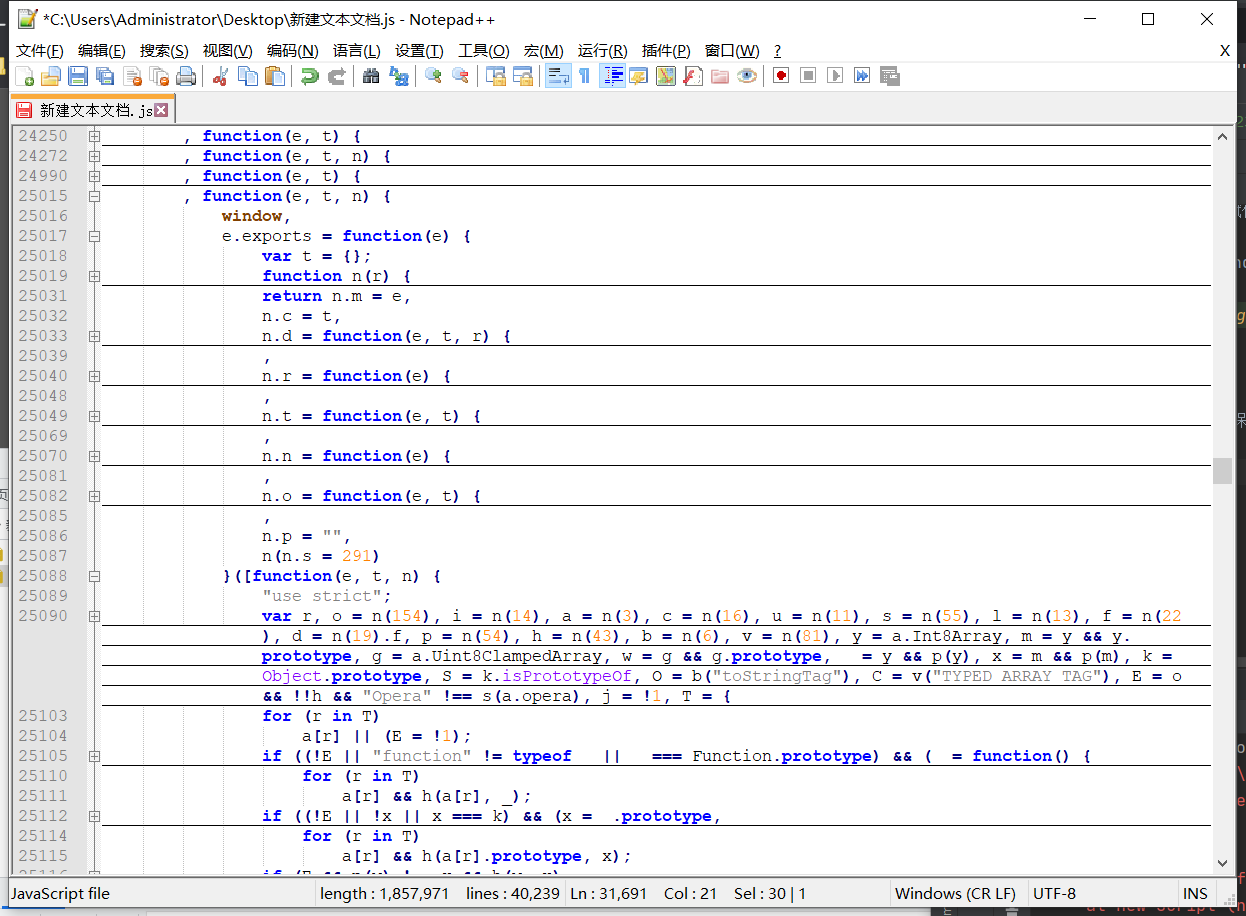 *C:\Users\Administrator\Desktop\新建文本文档.js - Notepad++
文件(F) 编辑(E) 搜索(S) 视图(V) 编码(N) 语言(L) 设置(T) 工具(O) 宏(M) 运行(R) 插件(P) 窗口(W) ? X
新建文本文档.js
24250 , function(e, t) {
24272 , function(e, t, n) {
24990 , function(e, t) {
25015 , function(e, t, n) {
25016 window,
25017 e.exports = function(e) {
25018 var t = {};
25019 function n(r) {
25031 return n.m = e,
25032 n.c = t,
25033 n.d = function(e, t, r) {
25039 ,
25040 n.r = function(e) {
25048 ,
25049 n.t = function(e, t) {
25069 ,
25070 n.n = function(e) {
25081 ,
25082 n.o = function(e, t) {
25085 ,
25086 n.p = "",
25087 n(n.s = 291)
25088 }([function(e, t, n) {
25089 "use strict";
25090 var r, o = n(154), i = n(14), a = n(3), c = n(16), u = n(11), s = n(55), l = n(13), f = n(22
), d = n(19).f, p = n(54), h = n(43), b = n(6), v = n(81), y = a.Int8Array, m = y && y.
prototype, g = a.Uint8ClampedArray, w = g && g.prototype, = y && p(y), x = m && p(m), k =
Object.prototype, S = k.isPrototypeOf, O = b("toStringTag"), C = v("TYPED ARRAY TAG"), E = o
&& !!h && "Opera" !== s(a.opera), j = !1, T = {
25103 for (r in T)
25104 a[r] || (E = !1);
25105 if ((!E || "function" != typeof || === Function.prototype) && ( = function() {
25110 for (r in T)
25111 a[r] && h(a[r], _);
25112 if ((!E || !x || x === k) && (x = .prototype,
25114 for (r in T)
25115 a[r] && h(a[r].prototype, x);
JavaScript file length : 1,857,971 lines : 40,239 Ln : 31,691 Col : 21 Sel : 30 | 1 Windows (CR LF) UTF-8 INS